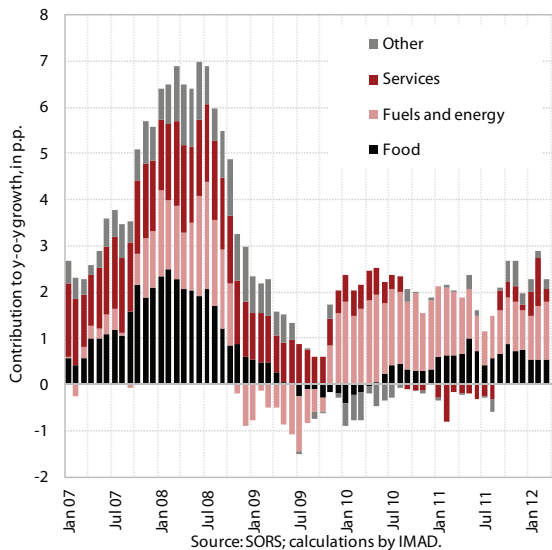 8
7
6
5
4
3
2
1
0
-1
-2
Contribution to y-o-y growth, in p.p.
Other
Services
Fuels and energy
Food
Jan 07
Jul 07
Jan 08
Jul 08
Jan 09
Jul 09
Jan 10
Jul 10
Jan 11
Jul 11
Jan 12
Source: SORS; calculations by IMAD.